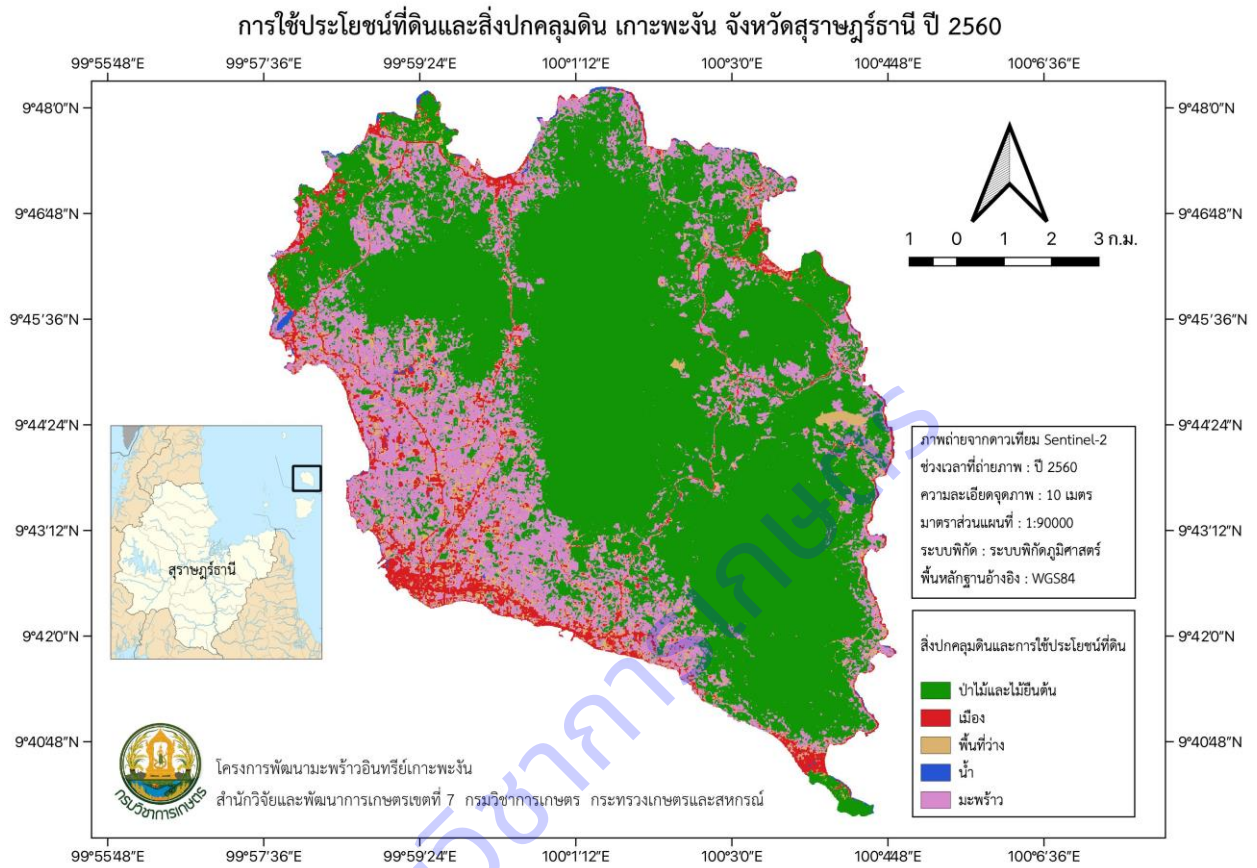 การใช้ประโยชน์ที่ดินและสิ่งปกคลุมดิน เกาะพะงัน จังหวัดสุราษฎร์ธานี ปี 2560
99°55'48"E 99°57'36"E 99°59'24"E 100°1'12"E 100°3'0"E 100°4'48"E 100°6'36"E
9°48'0"N 9°48'0"N
9°46'48"N 9°46'48"N
1 0 1 2 3 ก.ม.
9°45'36"N 9°45'36"N
9°44'24"N 9°44'24"N
ภาพถ่ายจากดาวเทียม Sentinel-2
ช่วงเวลาที่ถ่ายภาพ : ปี 2560
ความละเอียดจุดภาพ : 10 เมตร
มาตราส่วนแผนที่ : 1:90000
ระบบพิกัด : ระบบพิกัดภูมิศาสตร์
พื้นหลักฐานอ้างอิง : WGS84
9°43'12"N 9°43'12"N
สุราษฎร์ธานี
9°42'0"N 9°42'0"N
สิ่งปกคลุมดินและการใช้ประโยชน์ที่ดิน
ป่าไม้และไม้ยืนต้น
เมือง
พื้นที่ว่าง
น้ำ
มะพร้าว
9°40'48"N 9°40'48"N
กรมวิชาการเกษตร
โครงการพัฒนามะพร้าวอินทรีย์เกาะพะงัน
สำนักวิจัยและพัฒนาการเกษตรเขตที่ 7 กรมวิชาการเกษตร กระทรวงเกษตรและสหกรณ์
99°55'48"E 99°57'36"E 99°59'24"E 100°1'12"E 100°3'0"E 100°4'48"E 100°6'36"E
วิชาการเกษตร